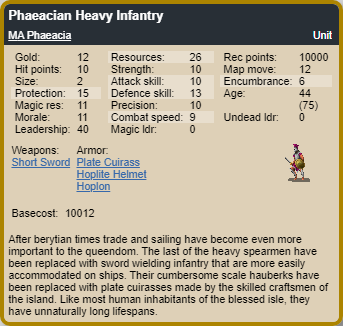 Phaeacian Heavy Infantry
MA Phaeacia Unit
Gold: 12 Resources: 26 Rec points: 10000
Hit points: 10 Strength: 10 Map move: 12
Size: 2 Attack skill: 10 Encumbrance: 6
Protection: 15 Defence skill: 13 Age: 44
Magic res: 11 Precision: 10 (75)
Morale: 11 Combat speed: 9 Undead ldr: 0
Leadership: 40 Magic ldr: 0
Weapons: Armor:
Short Sword Plate Cuirass
Hoplite Helmet
Hoplon
Basecost: 10012
After berytian times trade and sailing have become even more
important to the queendom. The last of the heavy spearmen have
been replaced with sword wielding infantry that are more easily
accommodated on ships. Their cumbersome scale hauberks have
been replaced with plate cuirasses made by the skilled craftsmen of
the island. Like most human inhabitants of the blessed isle, they
have unnaturally long lifespans.